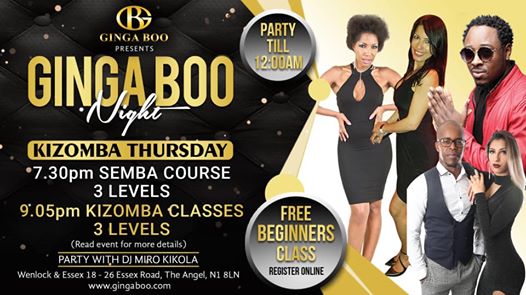 GB
GINGA BOO
PRESENTS
GINGA BOO
Night
KIZOMBA THURSDAY
7.30pm SEMBA COURSE
3 LEVELS
9.05pm KIZOMBA CLASSES
3 LEVELS
(Read event for more details)
PARTY WITH DJ MIRO KIKOLA
Wenlock & Essex 18 - 26 Essex Road, The Angel, N1 8LN
www.gingaboo.com
PARTY
TILL
12:00AM
FREE
BEGINNERS
CLASS
REGISTER ONLINE